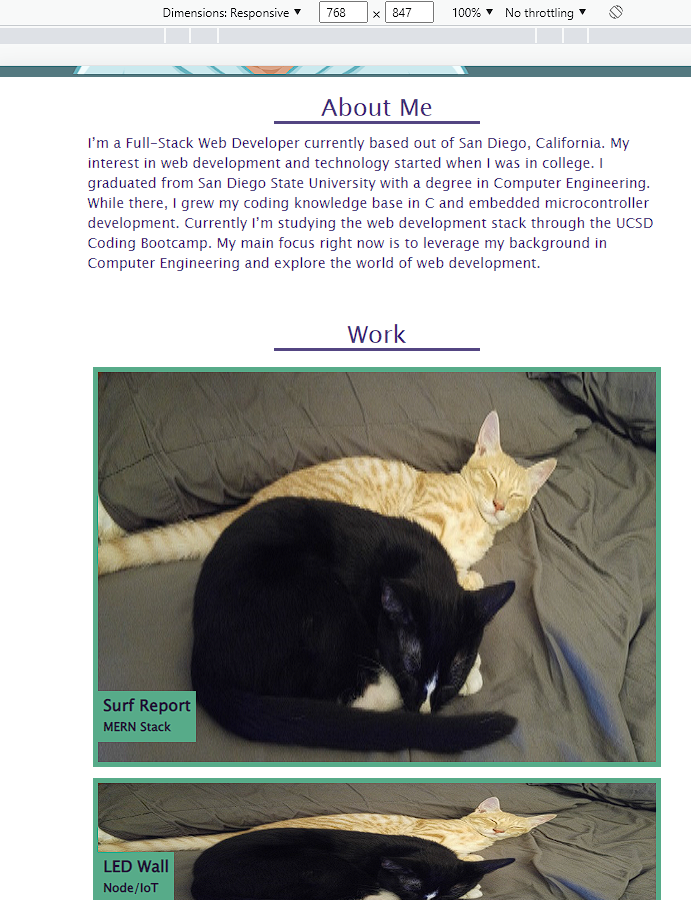 Dimensions: Responsive ▼ 768 × 847 100% ▼ No throttling ▼
About Me
I'm a Full-Stack Web Developer currently based out of San Diego, California. My
interest in web development and technology started when I was in college. I
graduated from San Diego State University with a degree in Computer Engineering.
While there, I grew my coding knowledge base in C and embedded microcontroller
development. Currently I'm studying the web development stack through the UCSD
Coding Bootcamp. My main focus right now is to leverage my background in
Computer Engineering and explore the world of web development.
Work
Surf Report
MERN Stack
LED Wall
Node/IoT